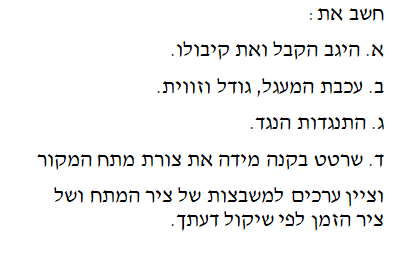 חשב את :
א. היגב הקבל ואת קיבולו.
ב. עכבת המעגל, גודל וזווית.
ג. התנגדות הנגד.
ד. שרטט בקנה מידה את צורת מתח המקור
וציין ערכים למשבצות של ציר המתח ושל
ציר הזמן לפי שיקול דעתך.